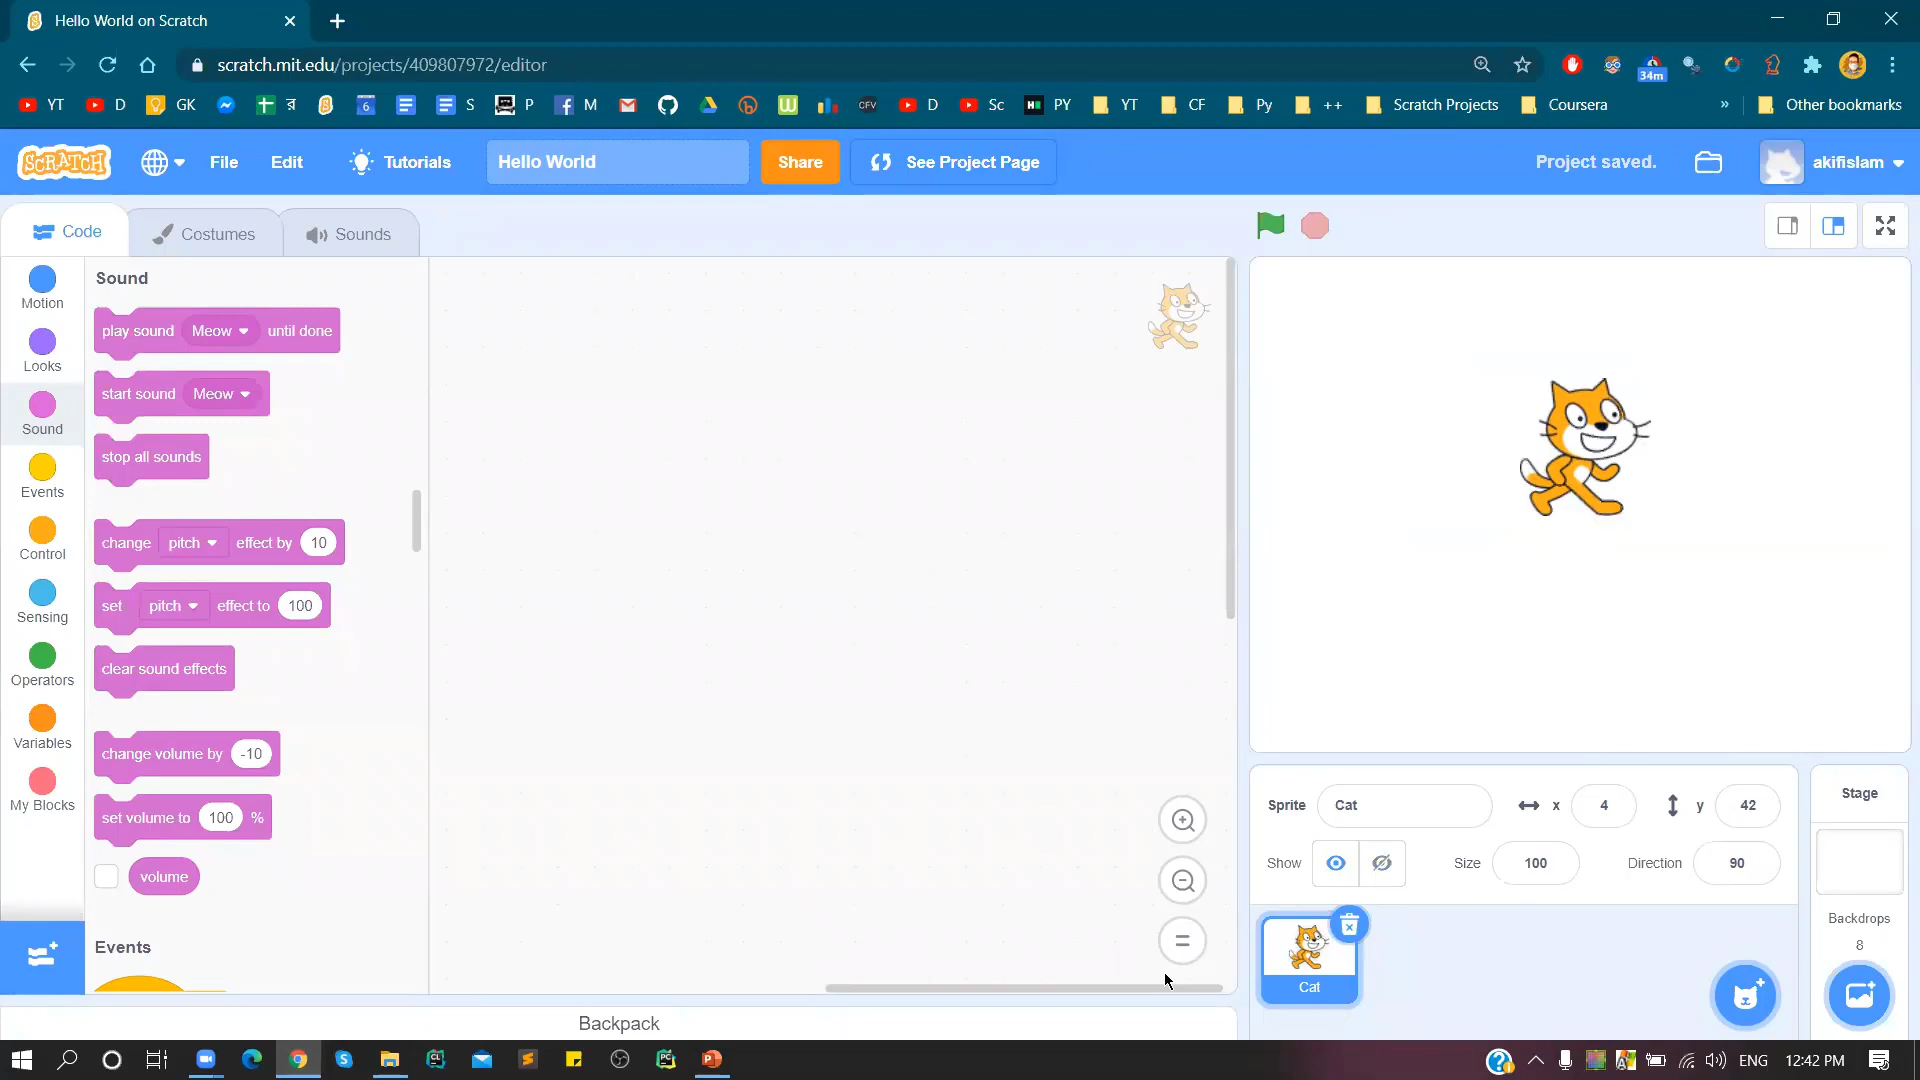 Hello World on Scratch
scratch.mit.edu/projects/409807972/editor
34m
YT D GK র 6 S P M CFV D Sc PY YT CF Py ++ Scratch Projects Coursera » Other bookmarks
SCRATCH File Edit Tutorials Hello World Share See Project Page Project saved. akifislam
Code Costumes Sounds
Motion
Looks
Sound
Events
Control
Sensing
Operators
Variables
My Blocks
Sound
play sound Meow until done
start sound Meow
stop all sounds
change pitch effect by 10
set pitch effect to 100
clear sound effects
change volume by -10
set volume to 100 %
volume
Events
Sprite Cat x 4 y 42
Show Size 100 Direction 90
Cat
Stage
Backdrops
8
Backpack
ENG 12:42 PM